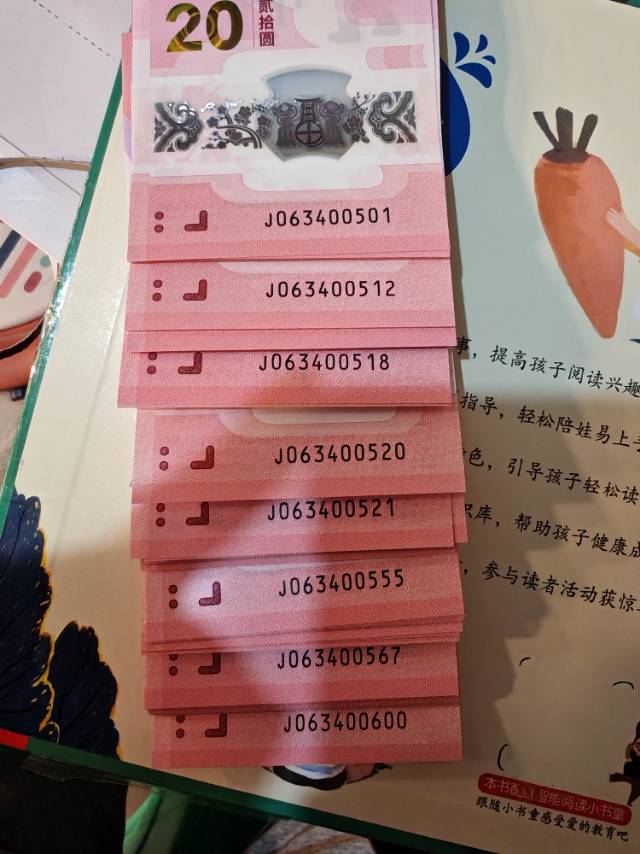 20
贰拾圆
J063400501
J063400512
J063400518
J063400520
J063400521
J063400555
J063400567
J063400600
事，提高孩子阅读兴趣
指导，轻松陪娃易上手
色，引导孩子轻松读
识库，帮助孩子健康成
，参与读者活动获惊
本书配 智能阅读小书童
跟随小书童感受爱的教育吧